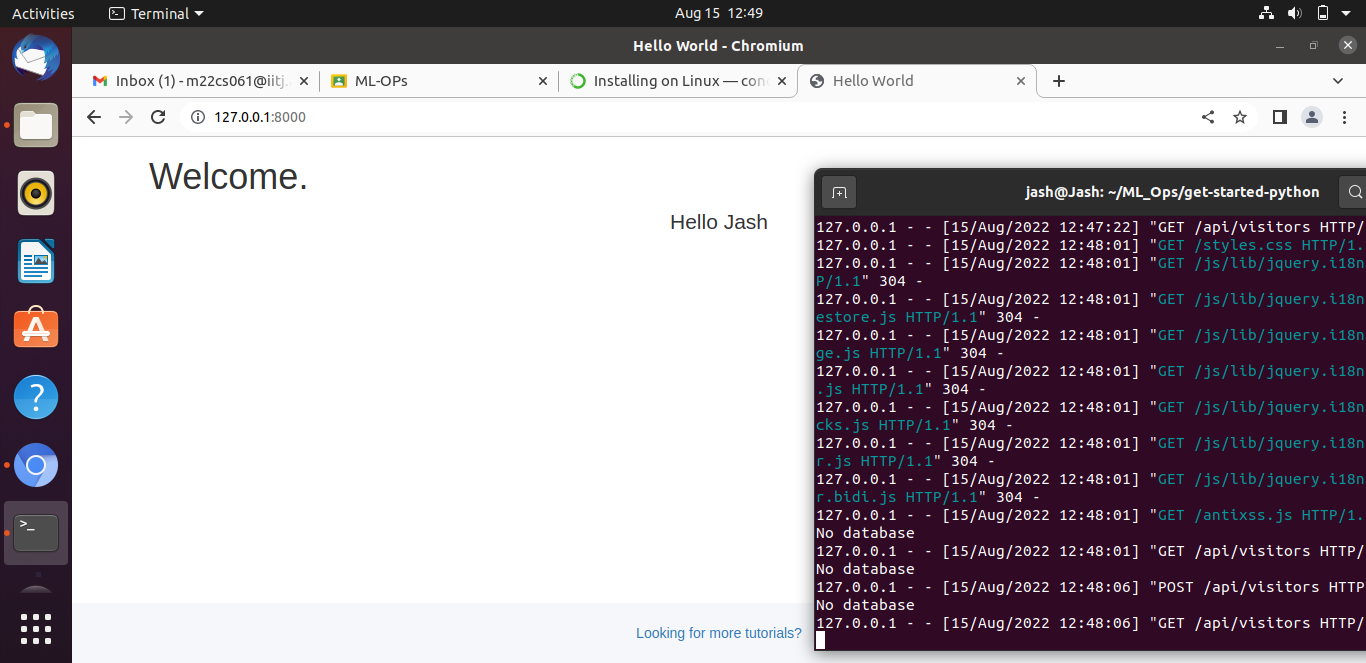 Activities Terminal Aug 15 12:49
Hello World - Chromium
Inbox (1) - m22cs061@iitj. ML-OPs Installing on Linux — con Hello World
127.0.0.1:8000
Welcome.
Hello Jash
Looking for more tutorials?
jash@Jash: ~/ML_Ops/get-started-python
127.0.0.1 - - [15/Aug/2022 12:47:22] "GET /api/visitors HTTP/
127.0.0.1 - - [15/Aug/2022 12:48:01] "GET /styles.css HTTP/1.
127.0.0.1 - - [15/Aug/2022 12:48:01] "GET /js/lib/jquery.i18n
P/1.1" 304 -
127.0.0.1 - - [15/Aug/2022 12:48:01] "GET /js/lib/jquery.i18n
estore.js HTTP/1.1" 304 -
127.0.0.1 - - [15/Aug/2022 12:48:01] "GET /js/lib/jquery.i18n
ge.js HTTP/1.1" 304 -
127.0.0.1 - - [15/Aug/2022 12:48:01] "GET /js/lib/jquery.i18n
.js HTTP/1.1" 304 -
127.0.0.1 - - [15/Aug/2022 12:48:01] "GET /js/lib/jquery.i18n
cks.js HTTP/1.1" 304 -
127.0.0.1 - - [15/Aug/2022 12:48:01] "GET /js/lib/jquery.i18n
r.js HTTP/1.1" 304 -
127.0.0.1 - - [15/Aug/2022 12:48:01] "GET /js/lib/jquery.i18n
r.bidi.js HTTP/1.1" 304 -
127.0.0.1 - - [15/Aug/2022 12:48:01] "GET /antixss.js HTTP/1.
No database
127.0.0.1 - - [15/Aug/2022 12:48:01] "GET /api/visitors HTTP/
No database
127.0.0.1 - - [15/Aug/2022 12:48:06] "POST /api/visitors HTTP
No database
127.0.0.1 - - [15/Aug/2022 12:48:06] "GET /api/visitors HTTP/